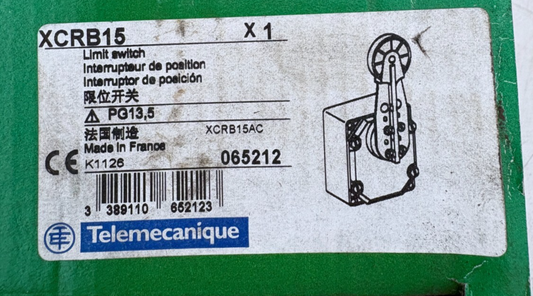 XCRB15 X 1
Limit switch
Interrupteur de position
Interruptor de posición
限位开关
⚠ PG13,5
法国制造 XCRB15AC
Made in France
CE K1126 065212
3 389110 652123
Telemecanique